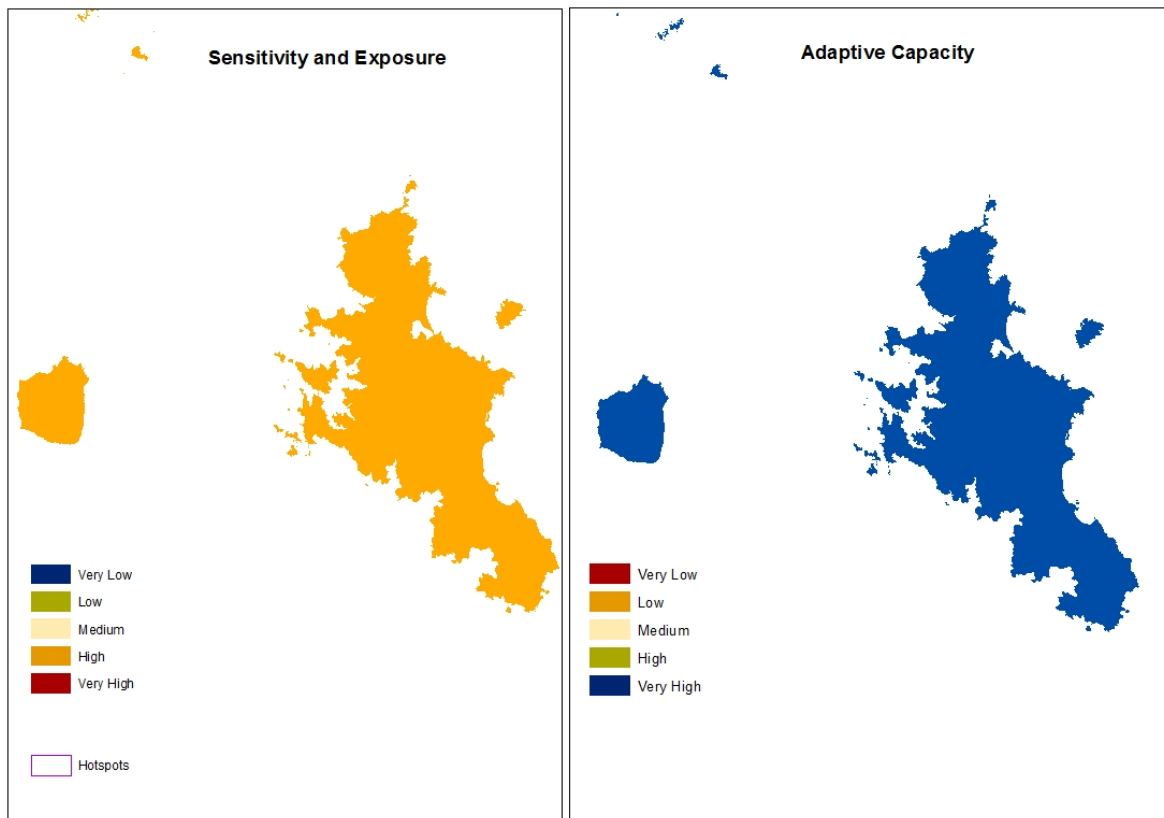 Sensitivity and Exposure
Very Low
Low
Medium
High
Very High
Hotspots
Adaptive Capacity
Very Low
Low
Medium
High
Very High